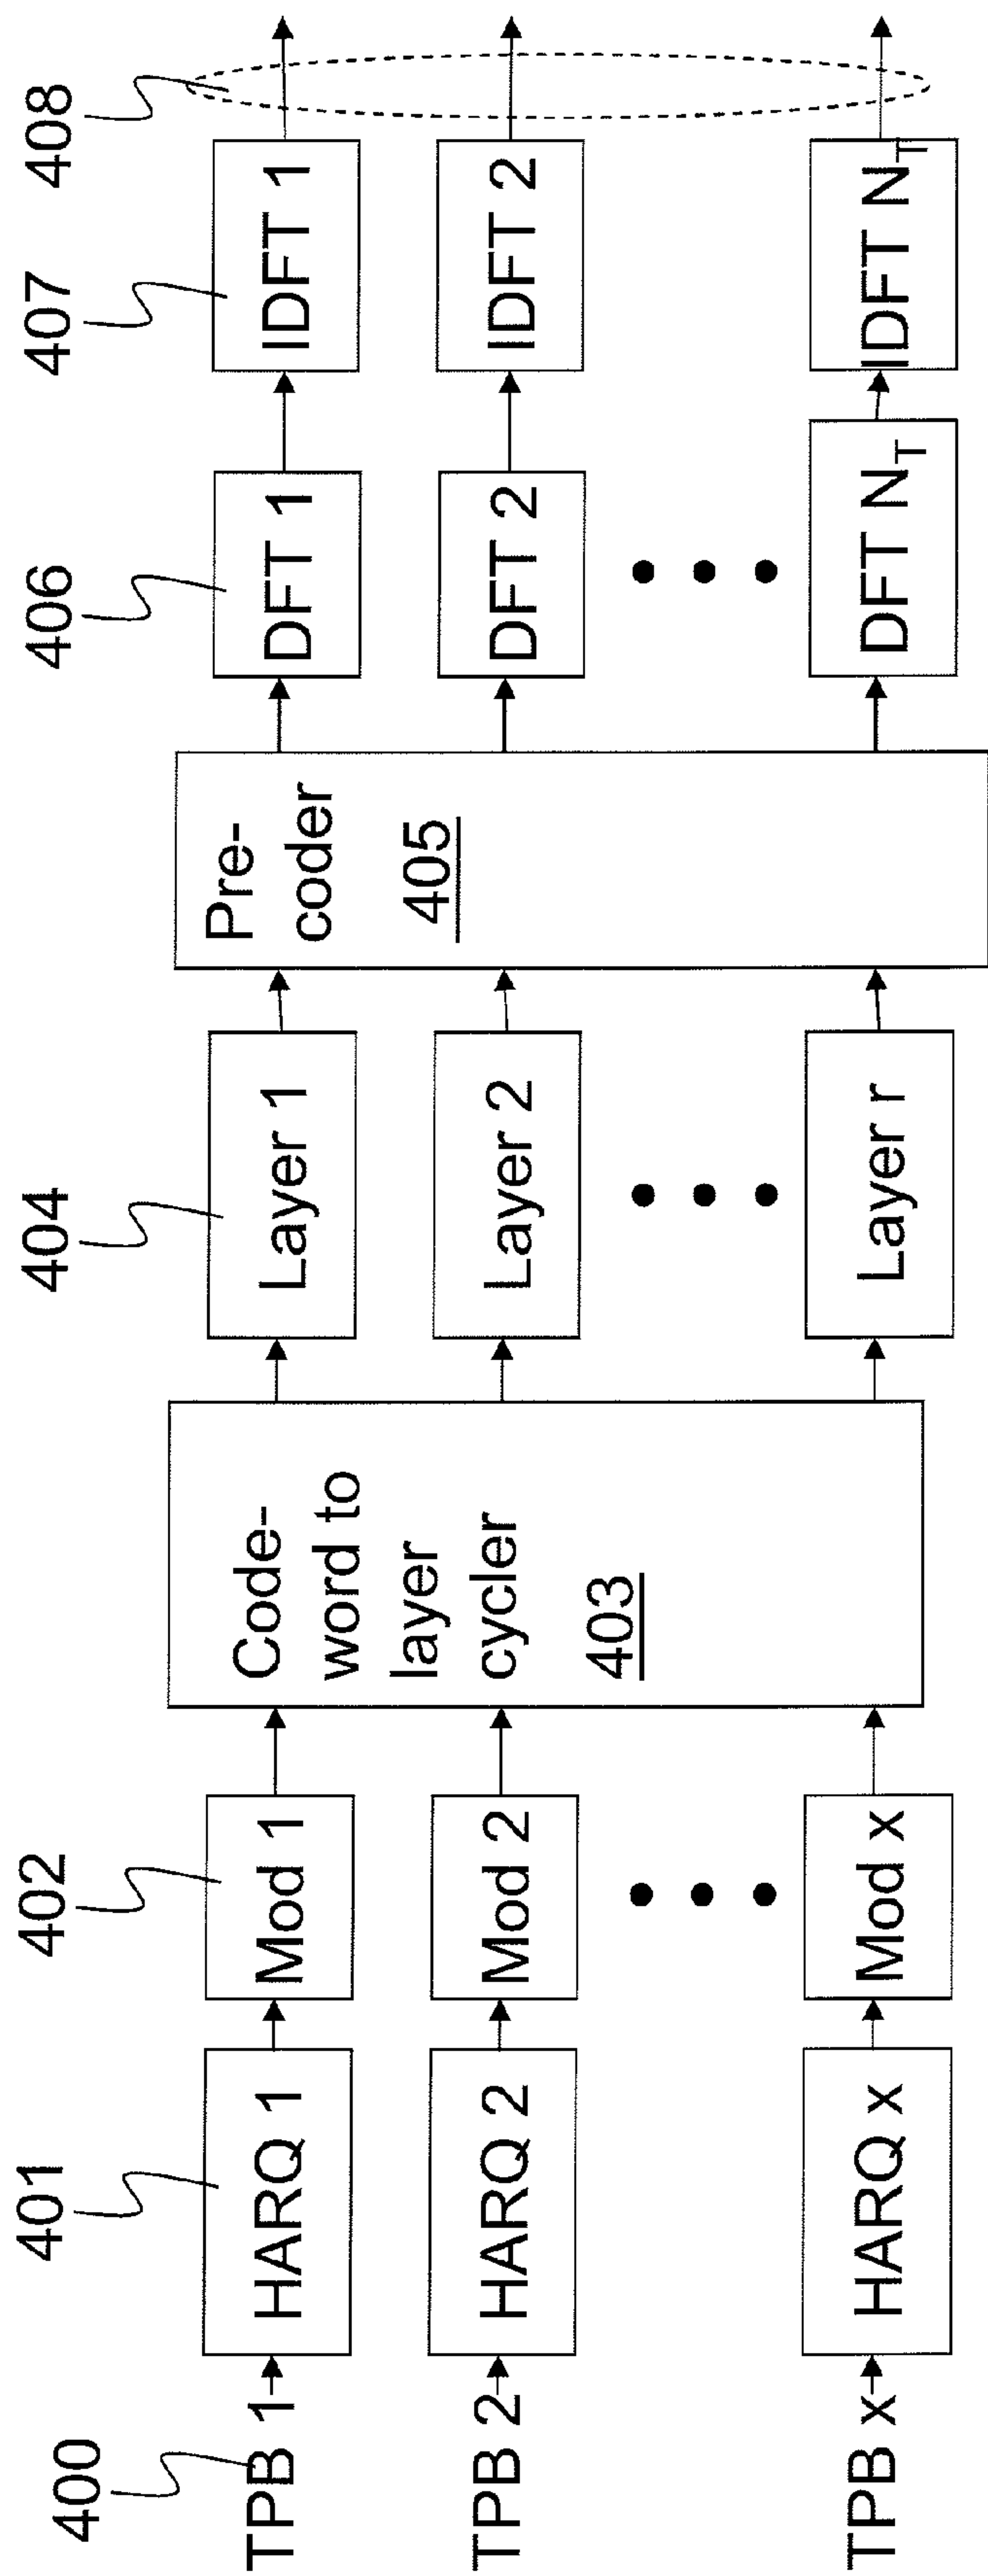 400
401
402
404
406
407
408
TPB 1
HARQ 1
Mod 1
Code-
word to
layer
cycler
403
Layer 1
Pre-
coder
405
DFT 1
IDFT 1
TPB 2
HARQ 2
Mod 2
Layer 2
DFT 2
IDFT 2
TPB x
HARQ x
Mod x
Layer r
DFT N_T
IDFT N_T